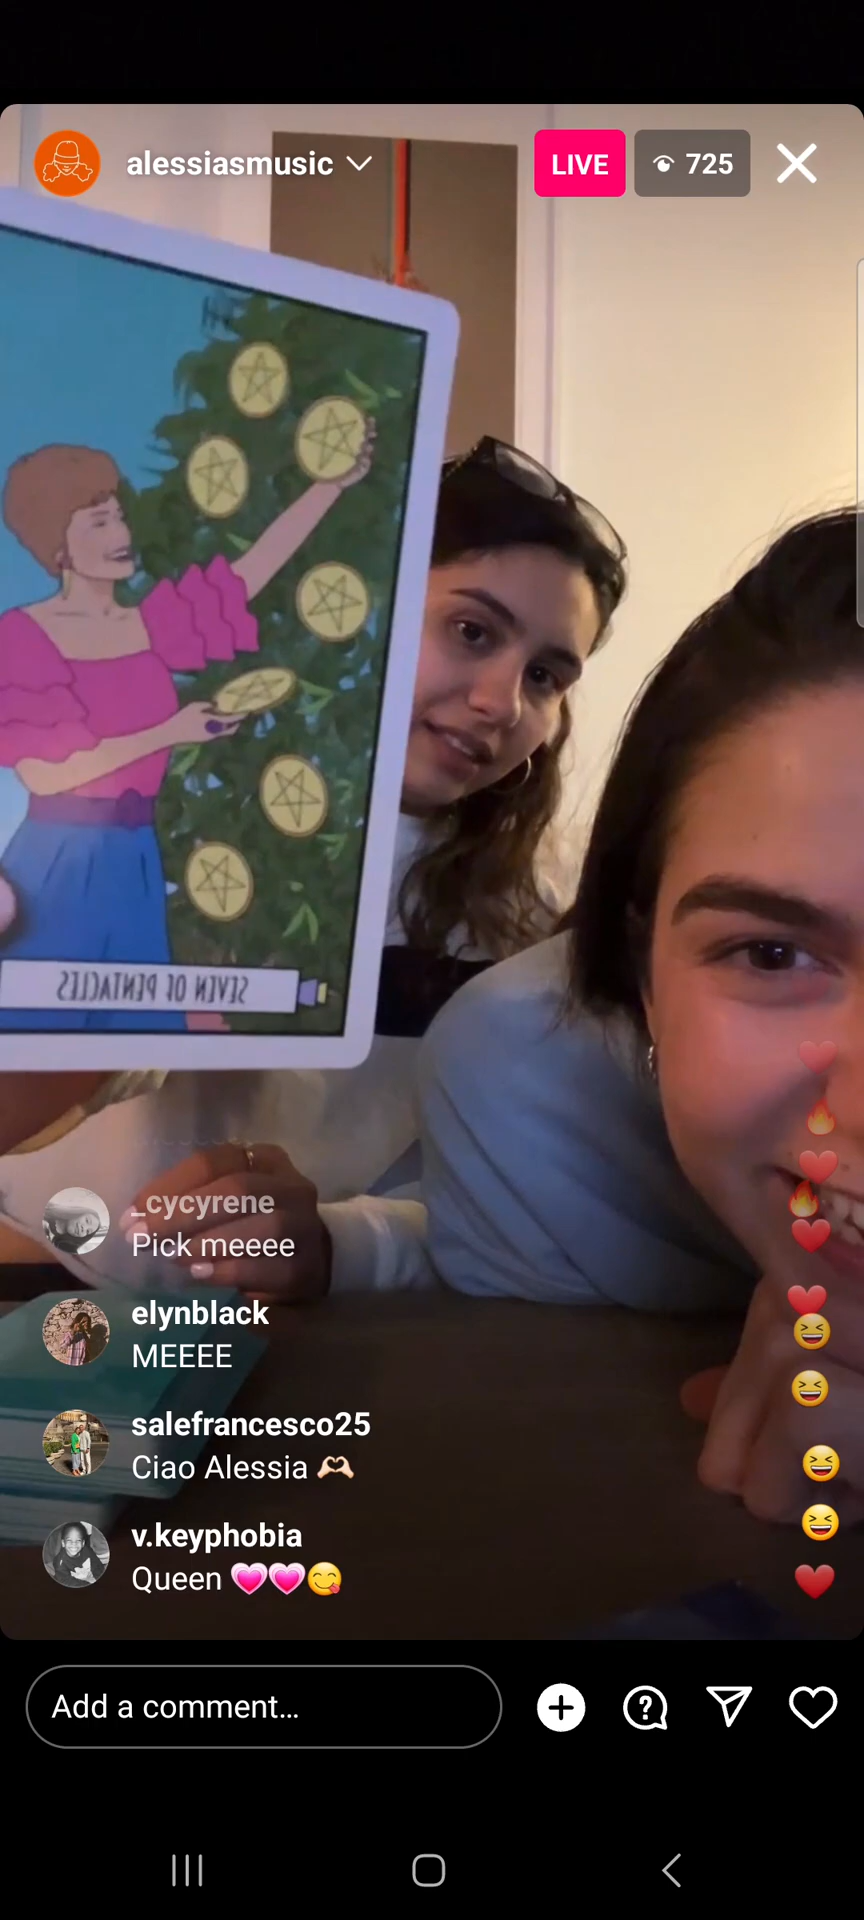 alessiasmusic
LIVE
725
SEVEN OF PENTACLES
_cycyrene
Pick meeee
elynblack
MEEEE
salefrancesco25
Ciao Alessia 🫶🏻
v.keyphobia
Queen 💗💗😋
Add a comment...